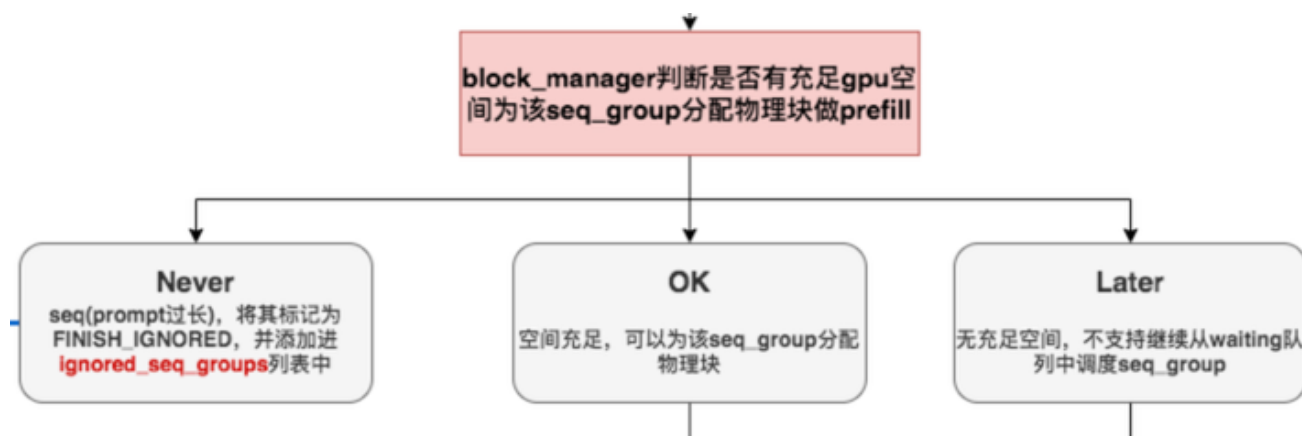 block_manager判断是否有充足gpu空
间为该seq_group分配物理块做prefill
Never
seq(prompt过长)，将其标记为
FINISH_IGNORED，并添加进
ignored_seq_groups列表中
OK
空间充足，可以为该seq_group分配
物理块
Later
无充足空间，不支持继续从waiting队
列中调度seq_group